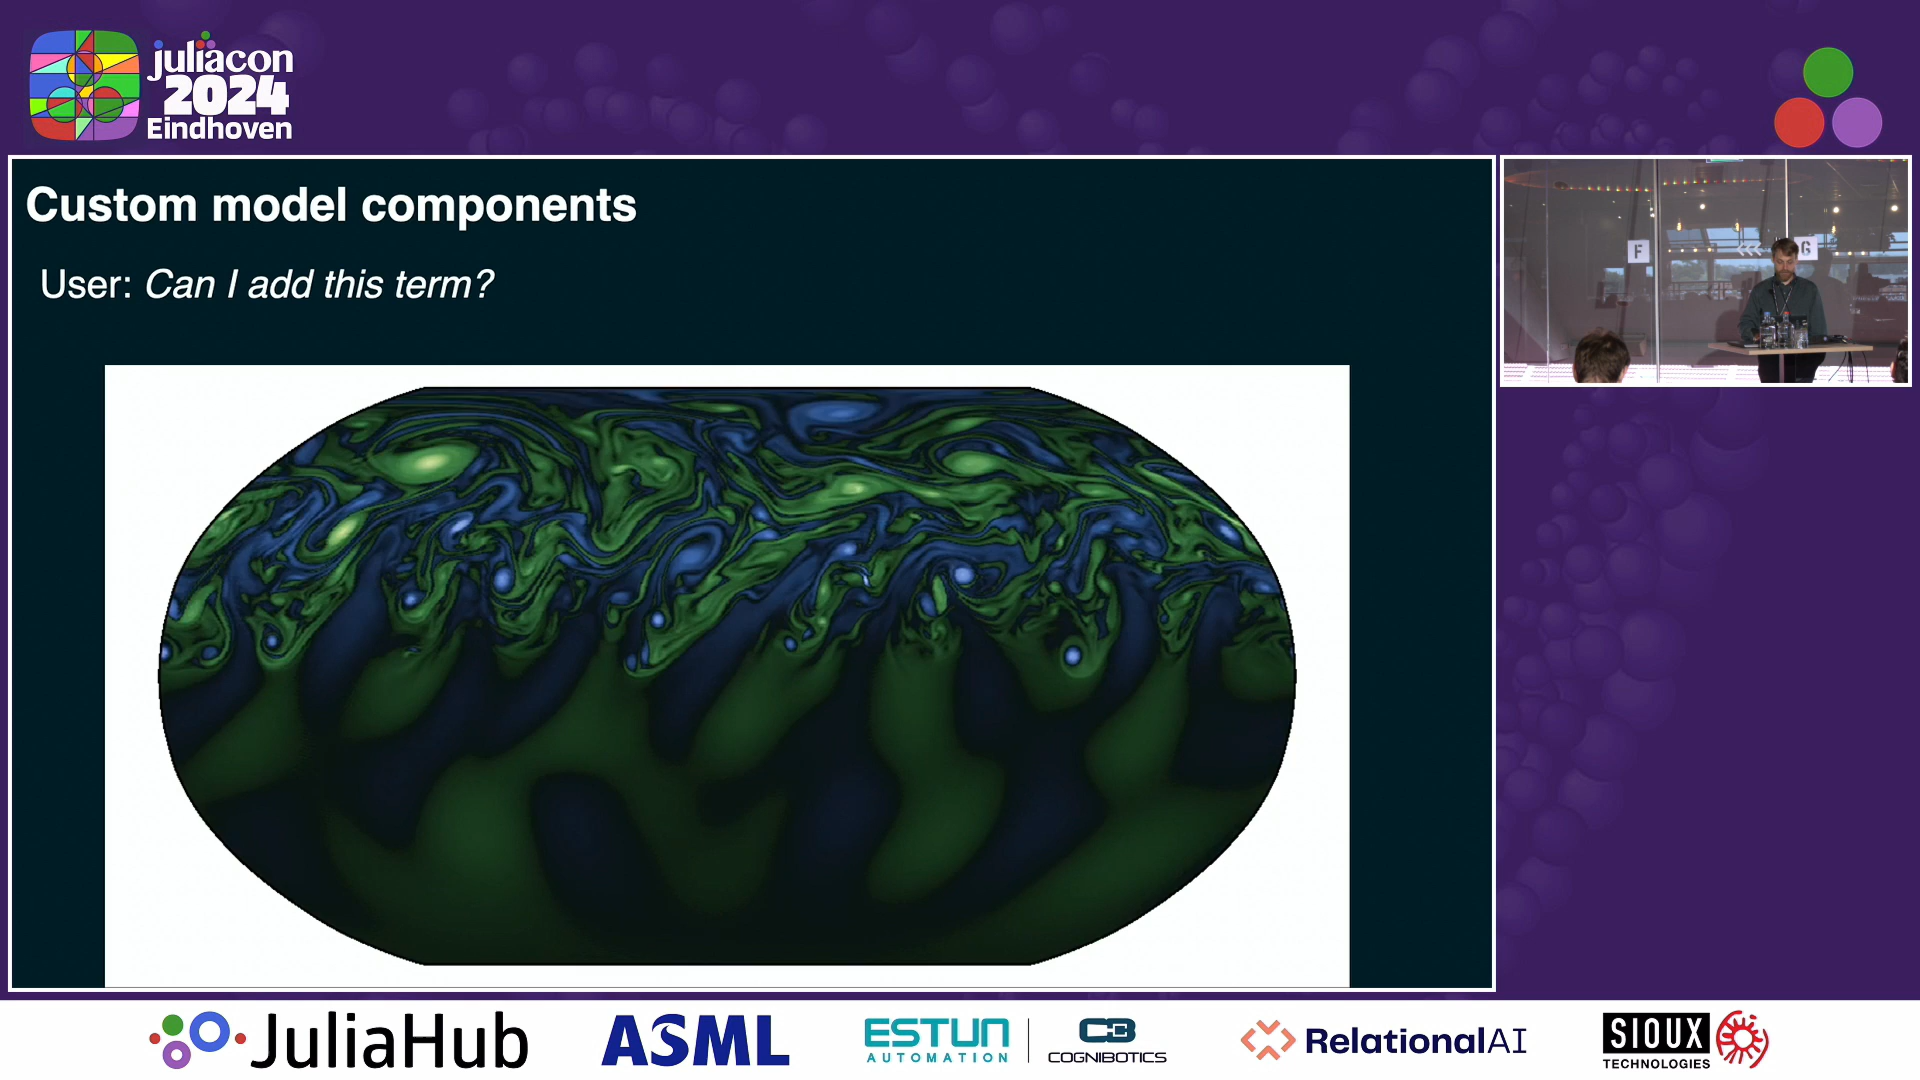 juliacon
2024
Eindhoven
Custom model components
User: Can I add this term?
F
G
JuliaHub
ASML
ESTUN
AUTOMATION
COGNIBOTICS
RelationalAI
SIOUX
TECHNOLOGIES